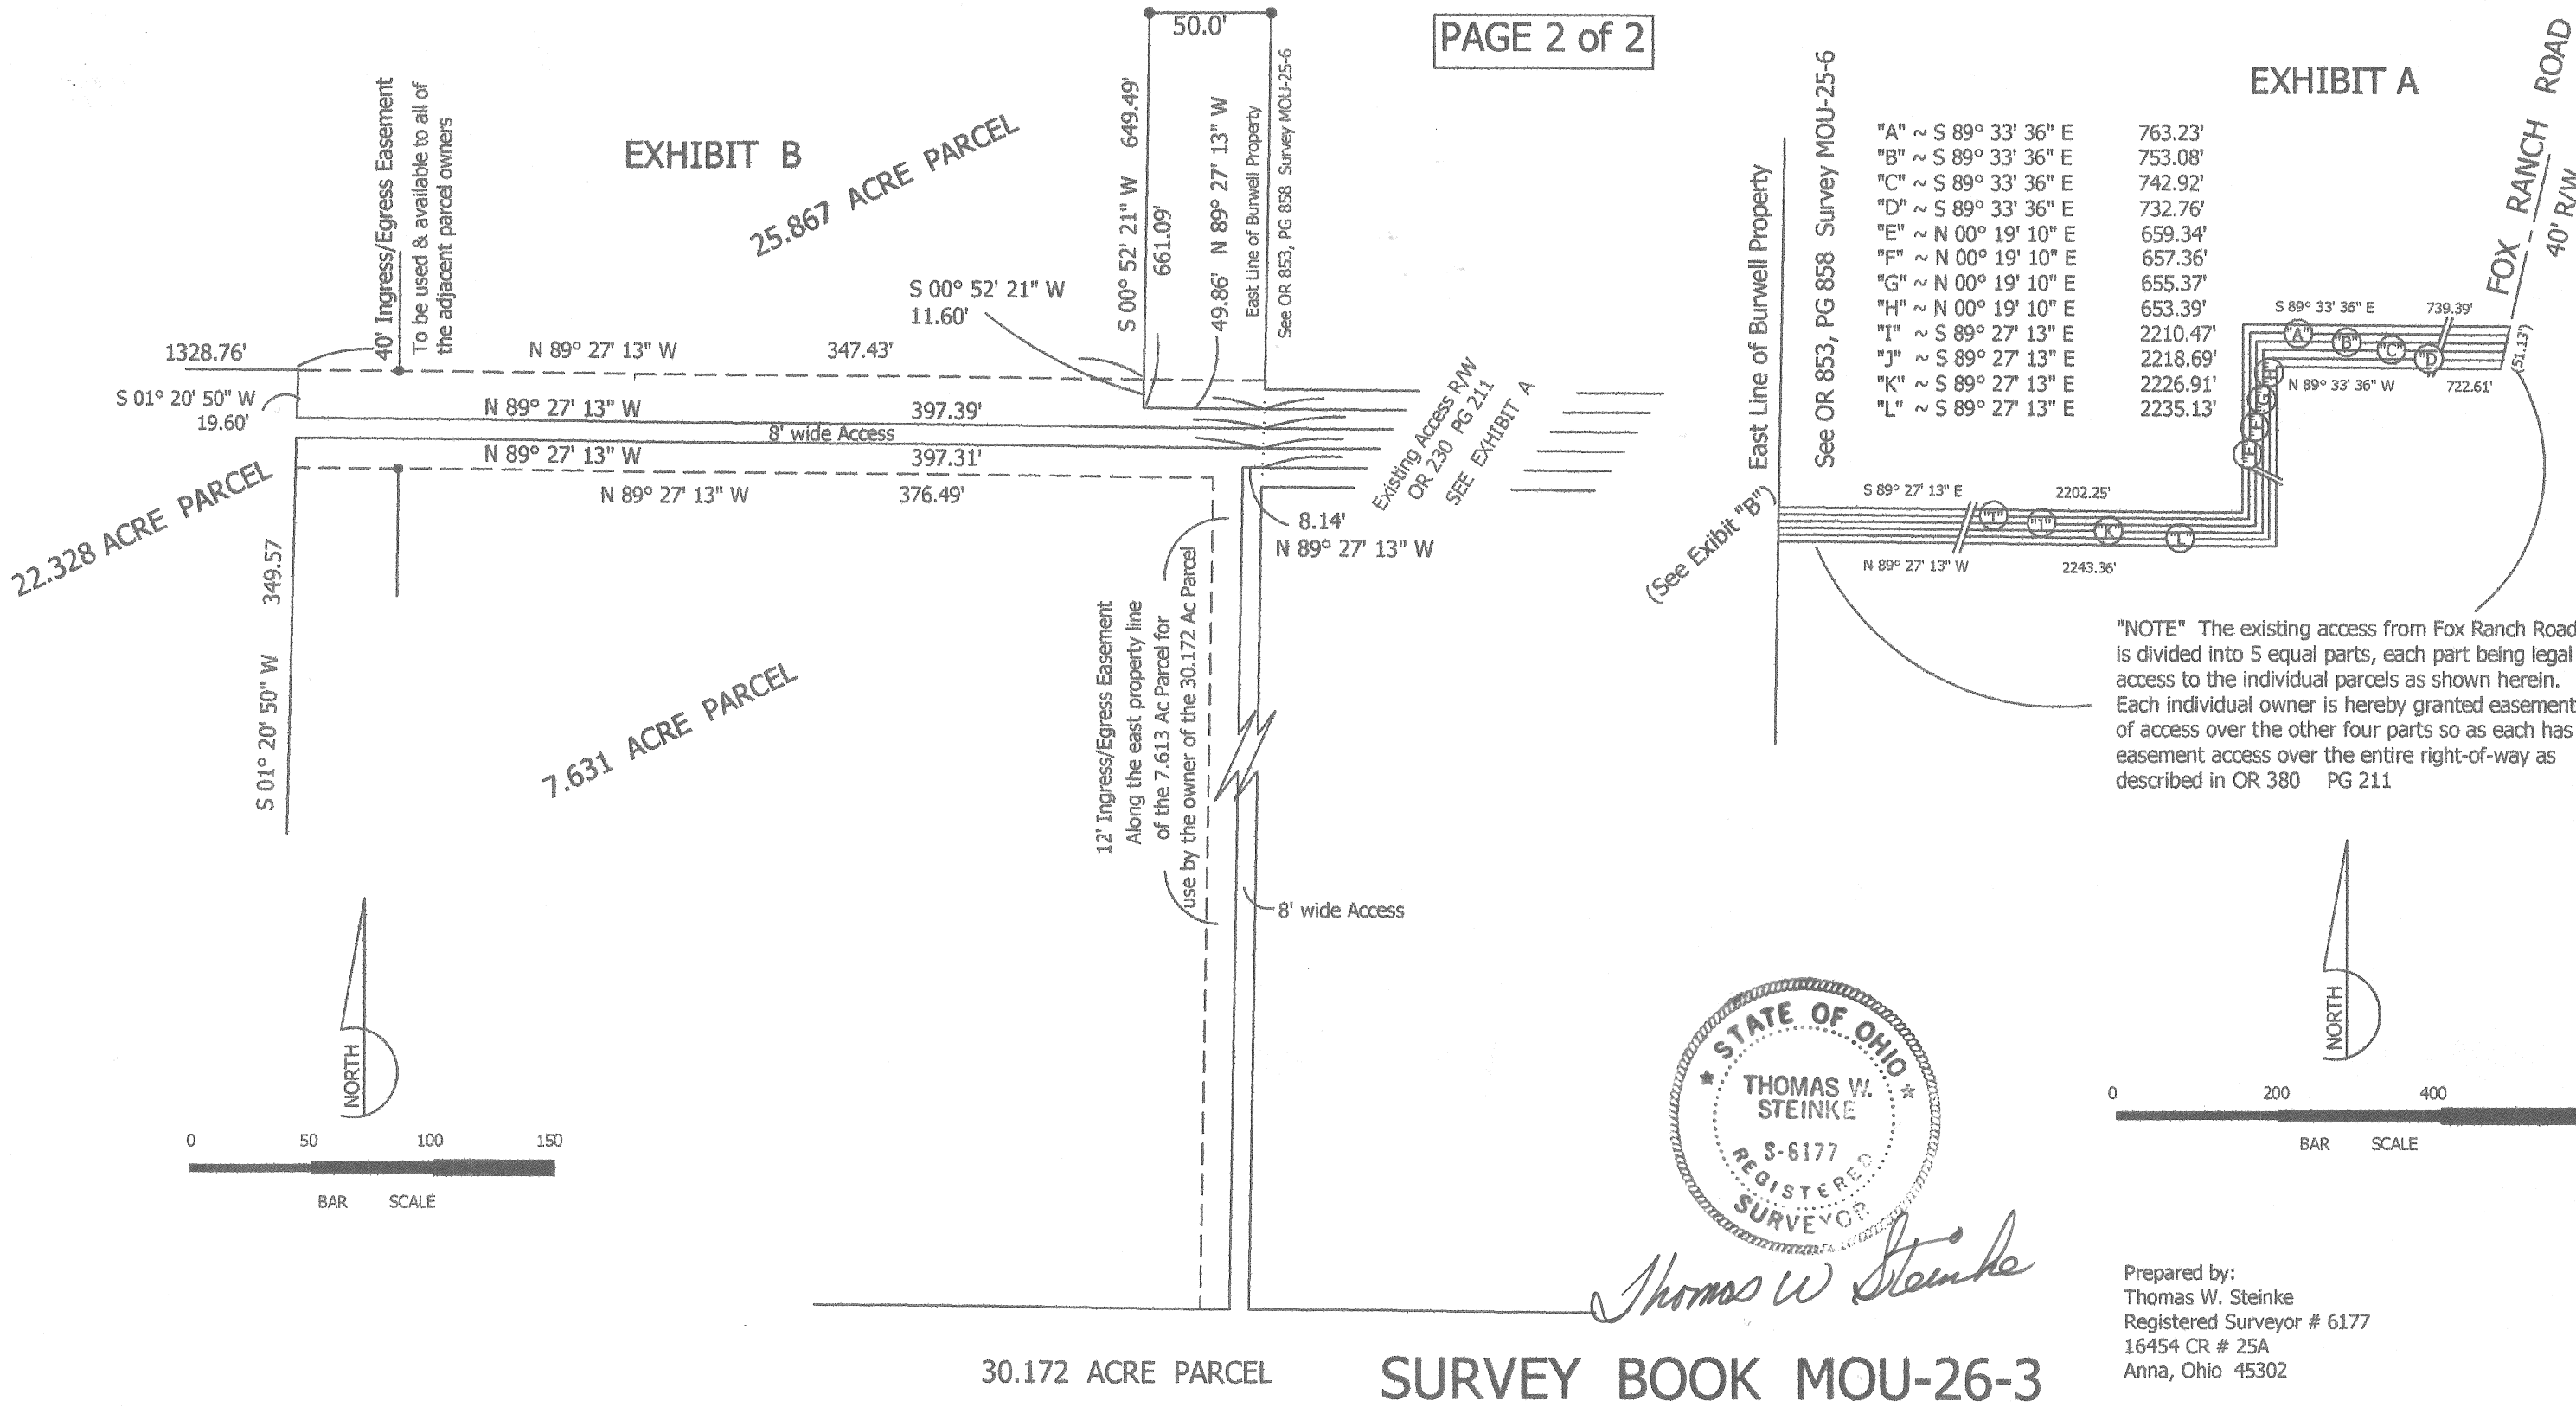 PAGE 2 of 2
EXHIBIT B
50.0'
40' Ingress/Egress Easement
To be used & available to all of
the adjacent parcel owners
25.867 ACRE PARCEL
S 00° 52' 21" W 649.49'
661.09'
49.86' N 89° 27' 13" W
East Line of Burwell Property
See OR 853, PG 858 Survey MOU-25-6
S 00° 52' 21" W
11.60'
1328.76'
N 89° 27' 13" W 347.43'
S 01° 20' 50" W
19.60'
N 89° 27' 13" W 397.39'
8' wide Access
N 89° 27' 13" W 397.31'
N 89° 27' 13" W 376.49'
Existing Access R/W
OR 230 PG 211
SEE EXHIBIT A
8.14'
N 89° 27' 13" W
22.328 ACRE PARCEL
S 01° 20' 50" W 349.57
7.631 ACRE PARCEL
12' Ingress/Egress Easement
Along the east property line
of the 7.613 Ac Parcel for
use by the owner of the 30.172 Ac Parcel
8' wide Access
NORTH
0 50 100 150
BAR SCALE
30.172 ACRE PARCEL
EXHIBIT A
East Line of Burwell Property
See OR 853, PG 858 Survey MOU-25-6
(See Exibit "B")
"A" ~ S 89° 33' 36" E 763.23'
"B" ~ S 89° 33' 36" E 753.08'
"C" ~ S 89° 33' 36" E 742.92'
"D" ~ S 89° 33' 36" E 732.76'
"E" ~ N 00° 19' 10" E 659.34'
"F" ~ N 00° 19' 10" E 657.36'
"G" ~ N 00° 19' 10" E 655.37'
"H" ~ N 00° 19' 10" E 653.39'
"I" ~ S 89° 27' 13" E 2210.47'
"J" ~ S 89° 27' 13" E 2218.69'
"K" ~ S 89° 27' 13" E 2226.91'
"L" ~ S 89° 27' 13" E 2235.13'
FOX RANCH ROAD
40' R/W
S 89° 33' 36" E 739.39'
"A" "B" "C" "D"
(51.13')
N 89° 33' 36" W 722.61'
"H"
"G"
"F"
"E"
S 89° 27' 13" E 2202.25'
"I" "J" "K" "L"
N 89° 27' 13" W 2243.36'
"NOTE" The existing access from Fox Ranch Road
is divided into 5 equal parts, each part being legal
access to the individual parcels as shown herein.
Each individual owner is hereby granted easement
of access over the other four parts so as each has
easement access over the entire right-of-way as
described in OR 380 PG 211
NORTH
0 200 400
BAR SCALE
STATE OF OHIO
THOMAS W.
STEINKE
S-6177
REGISTERED
SURVEYOR
Thomas W Steinke
Prepared by:
Thomas W. Steinke
Registered Surveyor # 6177
16454 CR # 25A
Anna, Ohio 45302
SURVEY BOOK MOU-26-3